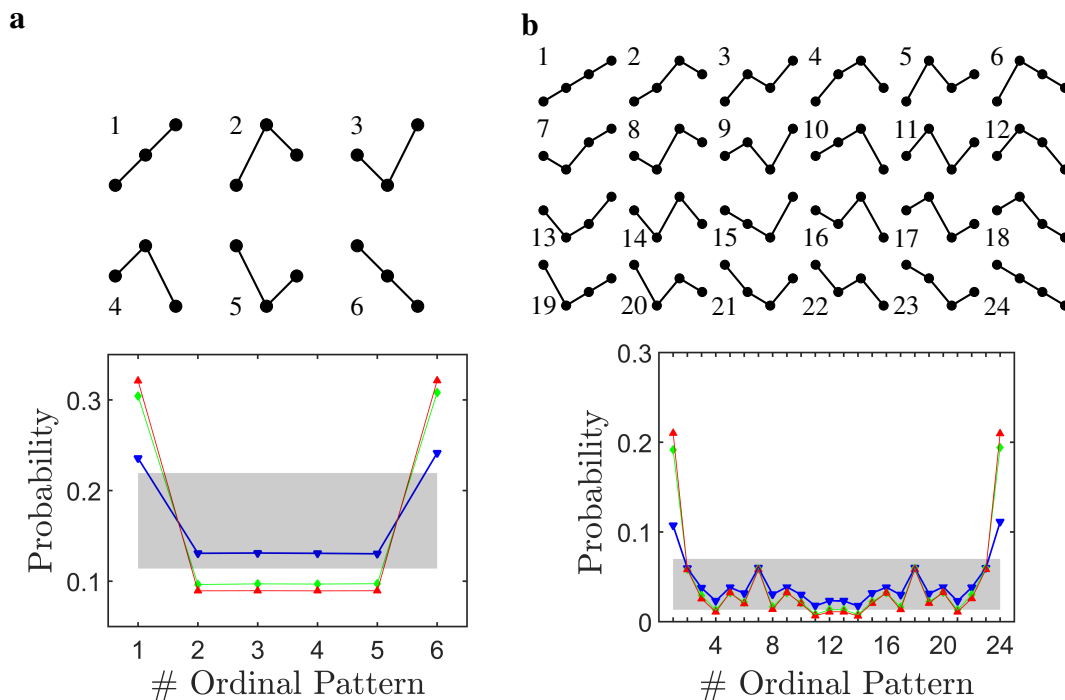 a
1 2 3
4 5 6
0.3
0.2
0.1
Probability
1 2 3 4 5 6
# Ordinal Pattern
b
1 2 3 4 5 6
7 8 9 10 11 12
13 14 15 16 17 18
19 20 21 22 23 24
0.3
0.2
0.1
0
Probability
4 8 12 16 20 24
# Ordinal Pattern